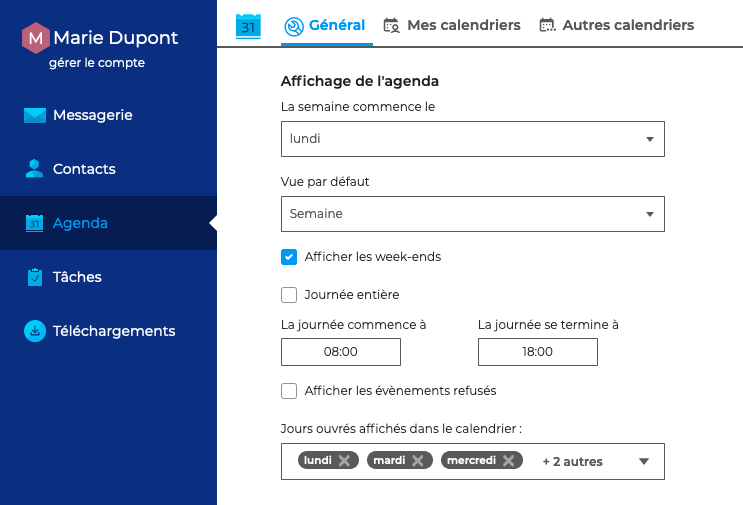 M Marie Dupont
gérer le compte
Messagerie
Contacts
31 Agenda
Tâches
Téléchargements
31 Général Mes calendriers Autres calendriers
Affichage de l'agenda
La semaine commence le
lundi
Vue par défaut
Semaine
Afficher les week-ends
Journée entière
La journée commence à La journée se termine à
08:00 18:00
Afficher les évènements refusés
Jours ouvrés affichés dans le calendrier :
lundi mardi mercredi + 2 autres